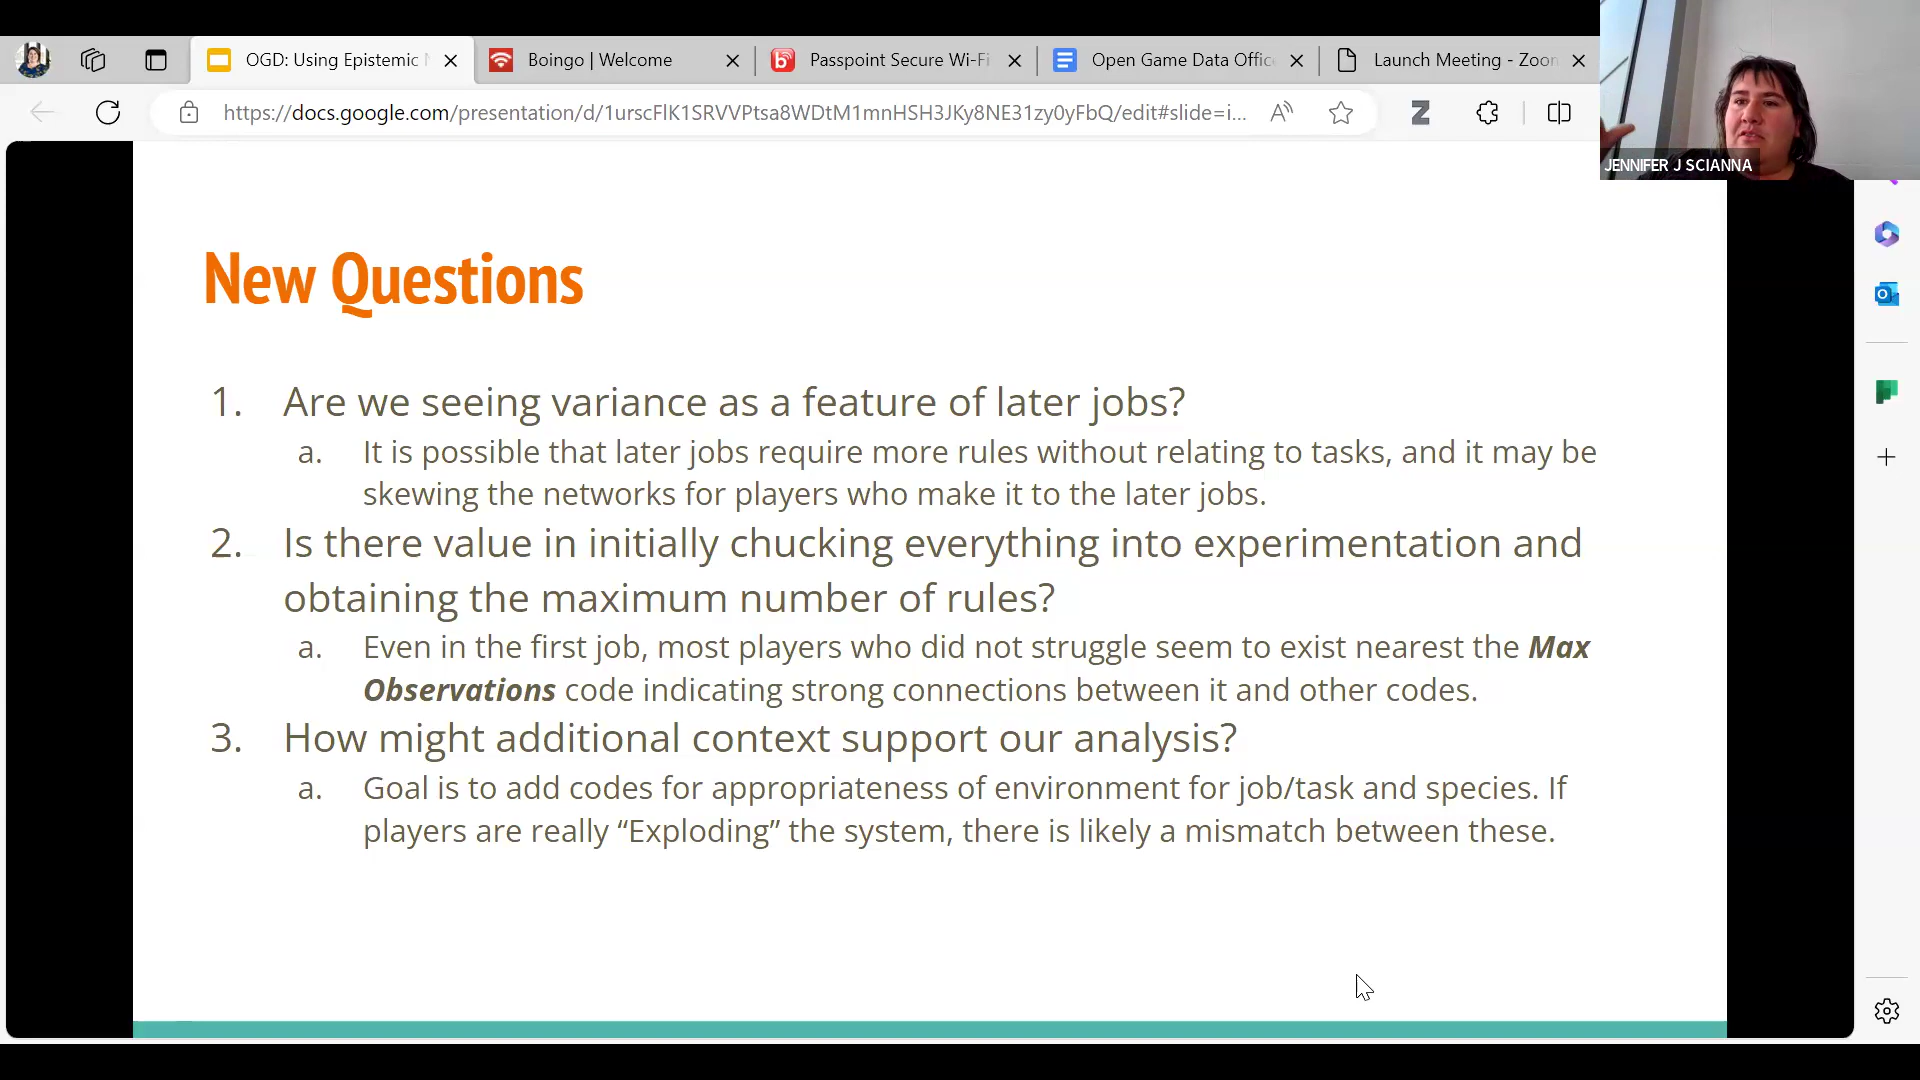 OGD: Using Epistemic
Boingo | Welcome
Passpoint Secure Wi-Fi
Open Game Data Offic
Launch Meeting - Zoom
https://docs.google.com/presentation/d/1urscFlK1SRVVPtsa8WDtM1mnHSH3JKy8NE31zy0yFbQ/edit#slide=i...
JENNIFER J SCIANNA
New Questions
1. Are we seeing variance as a feature of later jobs?
a. It is possible that later jobs require more rules without relating to tasks, and it may be
skewing the networks for players who make it to the later jobs.
2. Is there value in initially chucking everything into experimentation and
obtaining the maximum number of rules?
a. Even in the first job, most players who did not struggle seem to exist nearest the Max
Observations code indicating strong connections between it and other codes.
3. How might additional context support our analysis?
a. Goal is to add codes for appropriateness of environment for job/task and species. If
players are really “Exploding” the system, there is likely a mismatch between these.